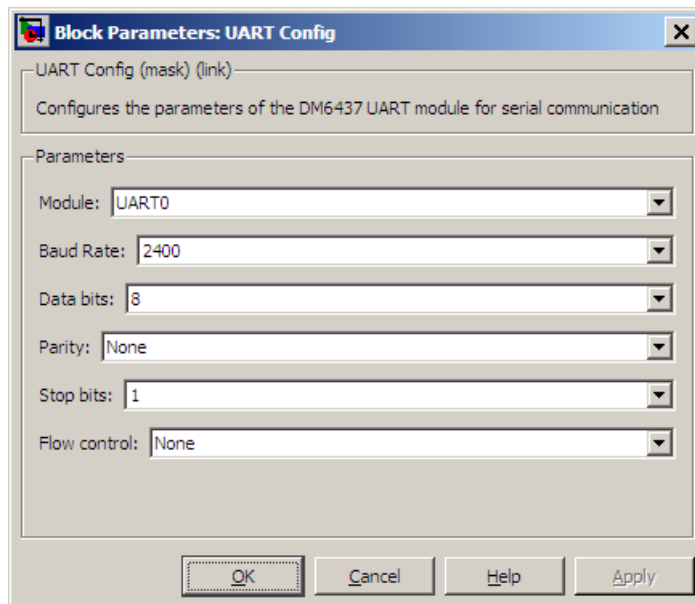 Block Parameters: UART Config
UART Config (mask) (link)
Configures the parameters of the DM6437 UART module for serial communication
Parameters
Module: UART0
Baud Rate: 2400
Data bits: 8
Parity: None
Stop bits: 1
Flow control: None
OK Cancel Help Apply